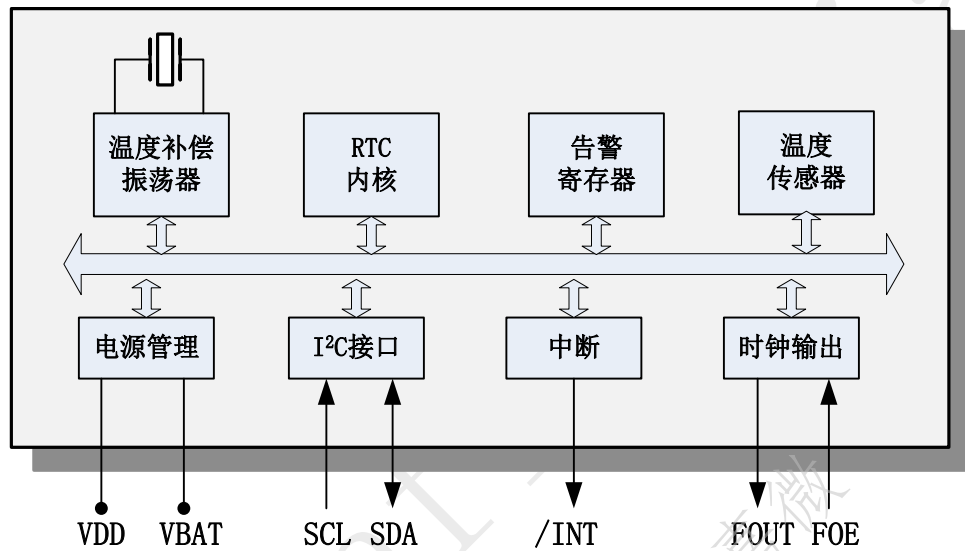 温度补偿
振荡器
RTC
内核
告警
寄存器
温度
传感器
电源管理
I²C接口
中断
时钟输出
VDD VBAT SCL SDA /INT FOUT FOE